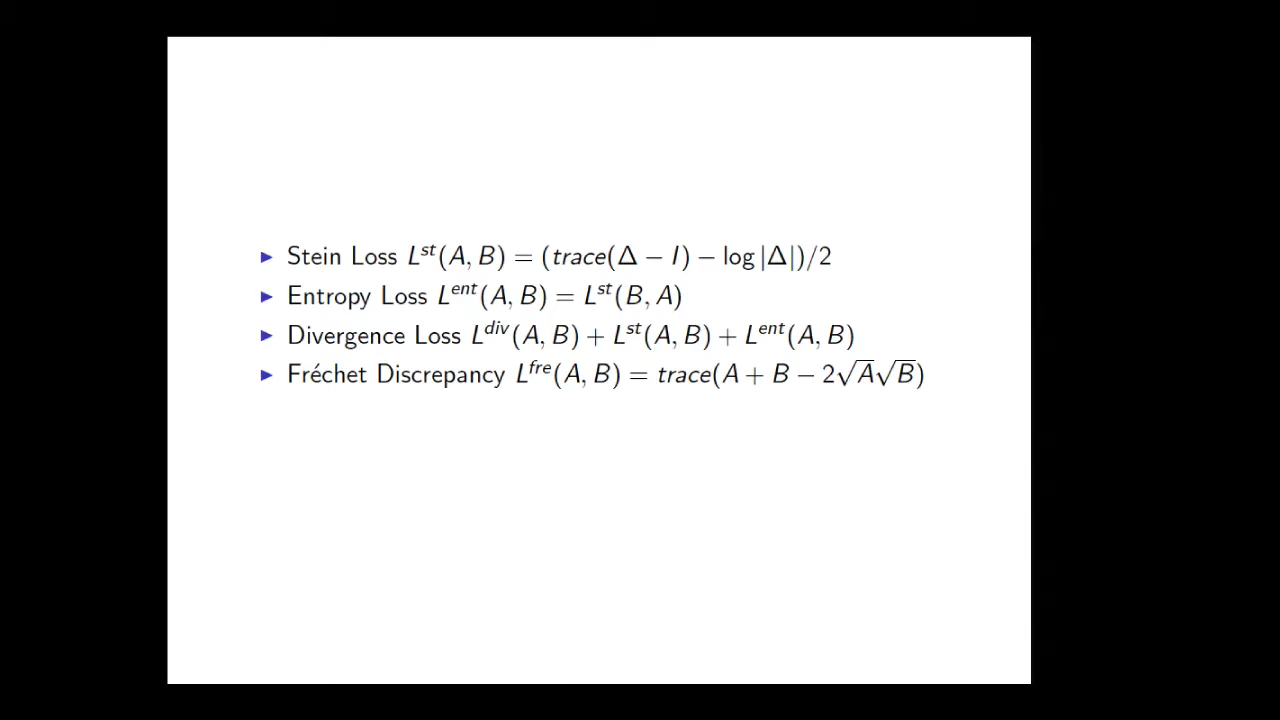 ▶ Stein Loss L^st(A, B) = (trace(Δ − I) − log |Δ|)/2
▶ Entropy Loss L^ent(A, B) = L^st(B, A)
▶ Divergence Loss L^div(A, B) + L^st(A, B) + L^ent(A, B)
▶ Fréchet Discrepancy L^fre(A, B) = trace(A + B − 2√A√B)